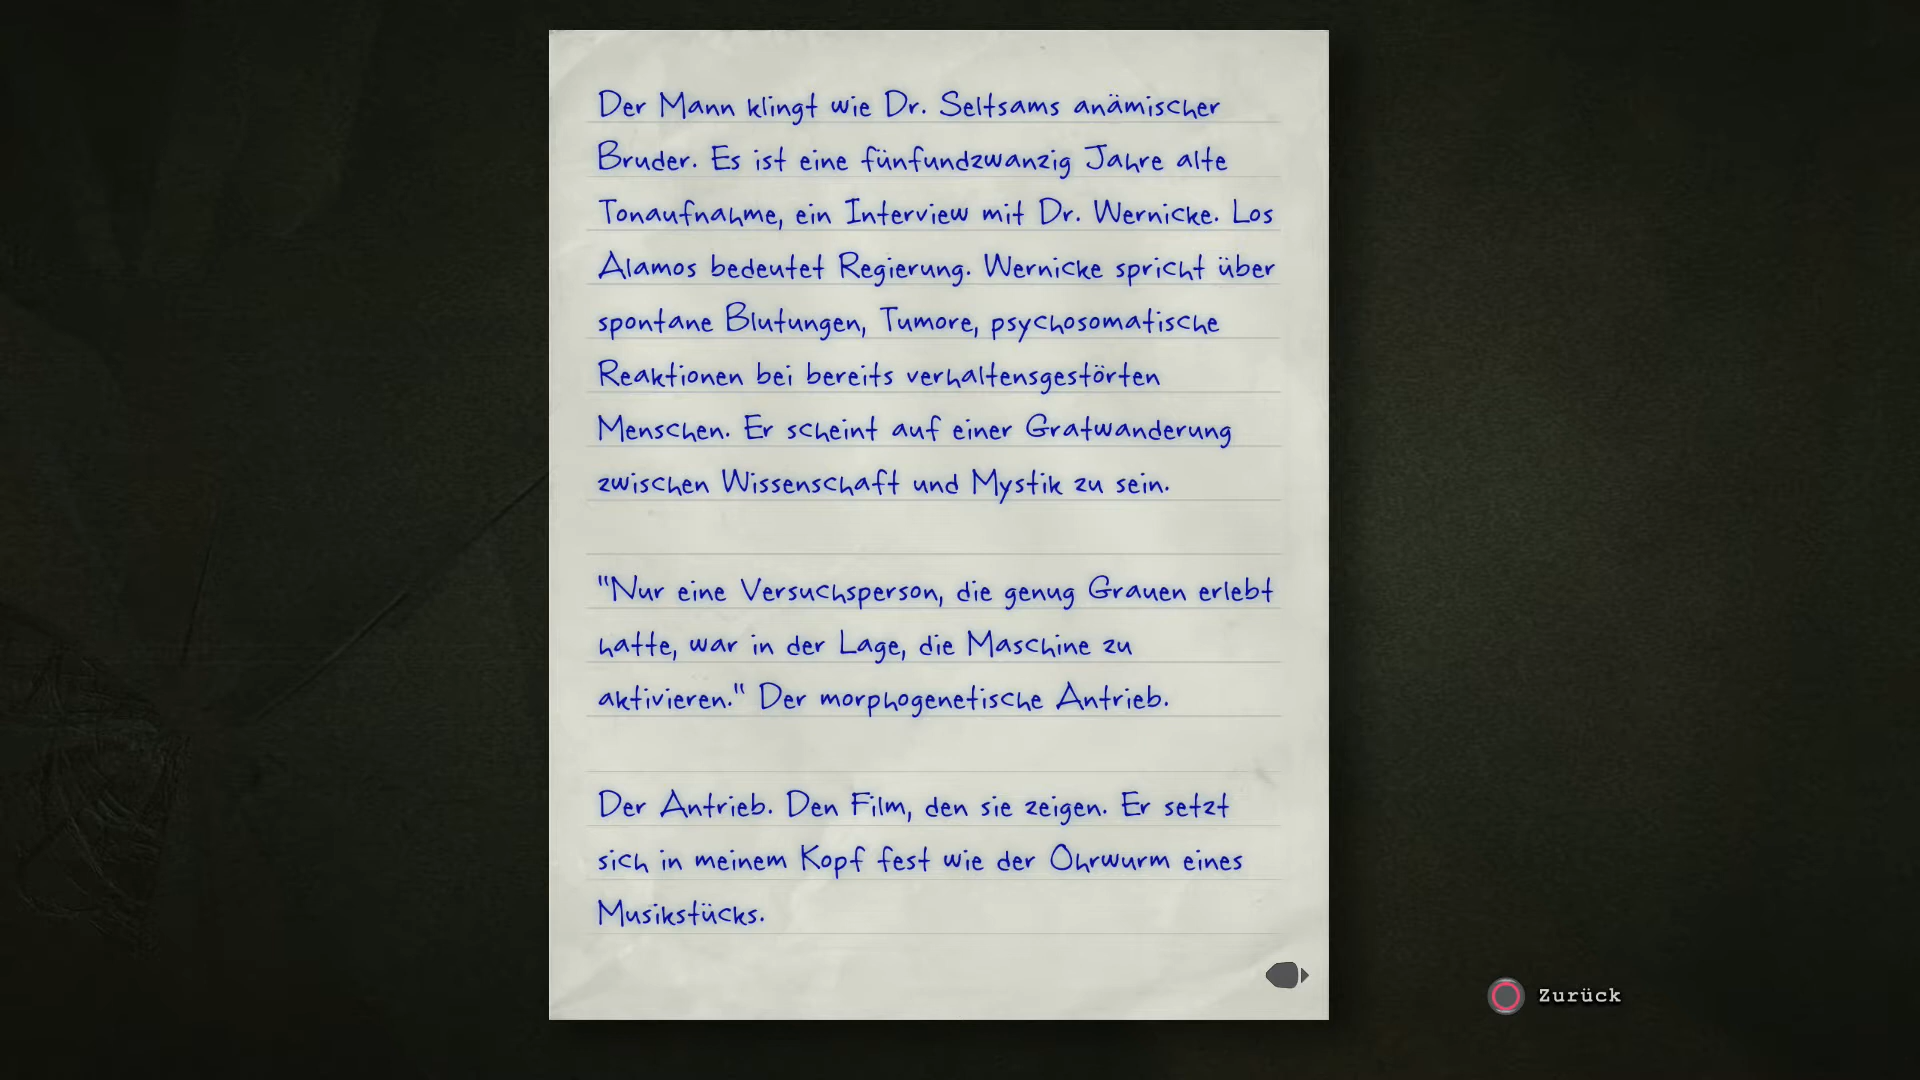 Der Mann klingt wie Dr. Seltsams anämischer
Bruder. Es ist eine fünfundzwanzig Jahre alte
Tonaufnahme, ein Interview mit Dr. Wernicke. Los
Alamos bedeutet Regierung. Wernicke spricht über
spontane Blutungen, Tumore, psychosomatische
Reaktionen bei bereits verhaltensgestörten
Menschen. Er scheint auf einer Gratwanderung
zwischen Wissenschaft und Mystik zu sein.
"Nur eine Versuchsperson, die genug Grauen erlebt
hatte, war in der Lage, die Maschine zu
aktivieren." Der morphogenetische Antrieb.
Der Antrieb. Den Film, den sie zeigen. Er setzt
sich in meinem Kopf fest wie der Ohrwurm eines
Musikstücks.
Zurück